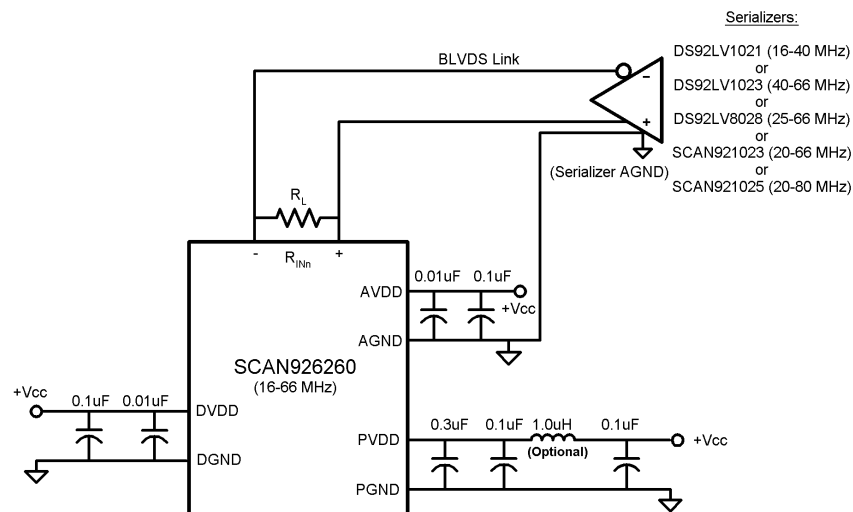 Serializers:
DS92LV1021 (16-40 MHz)
or
DS92LV1023 (40-66 MHz)
or
DS92LV8028 (25-66 MHz)
or
SCAN921023 (20-66 MHz)
or
SCAN921025 (20-80 MHz)
BLVDS Link
-
+
(Serializer AGND)
RL
- RINn +
AVDD 0.01uF 0.1uF
+Vcc
AGND
SCAN926260
(16-66 MHz)
+Vcc
0.1uF 0.01uF
DVDD
DGND
PVDD 0.3uF 0.1uF 1.0uH 0.1uF
+Vcc
(Optional)
PGND